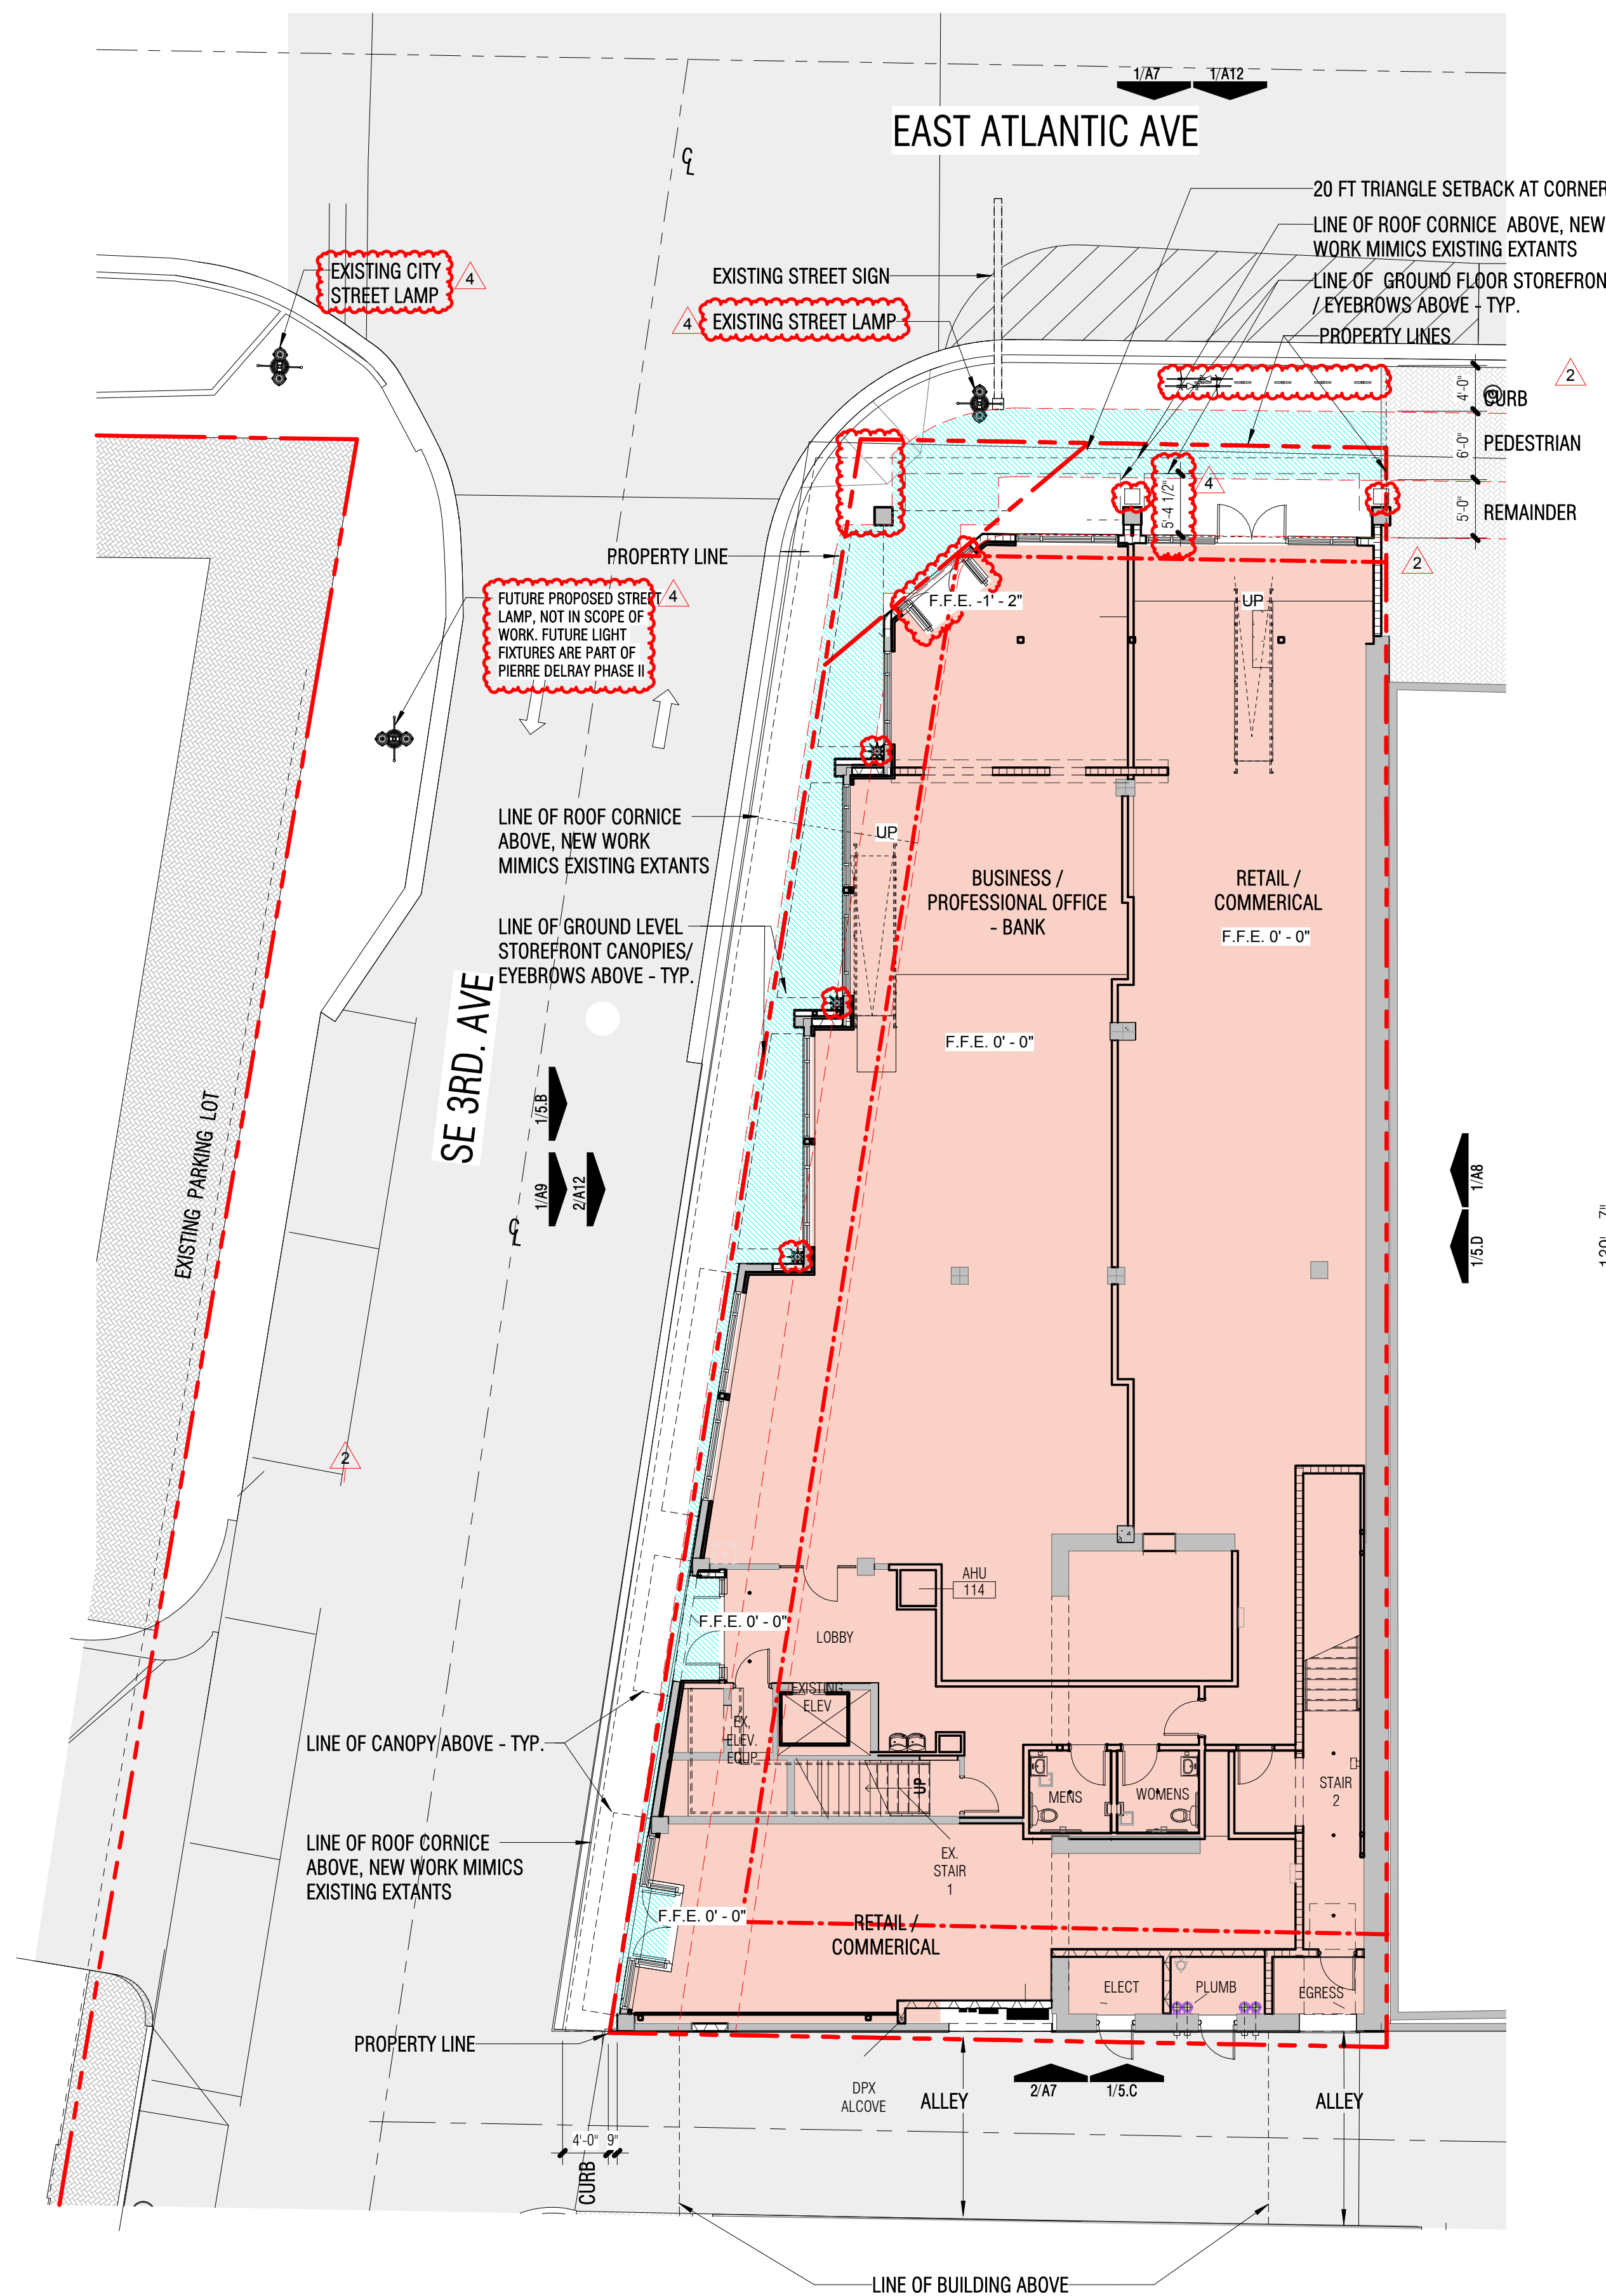 1/A7
1/A12
EAST ATLANTIC AVE
20 FT TRIANGLE SETBACK AT CORNER
LINE OF ROOF CORNICE ABOVE, NEW
WORK MIMICS EXISTING EXTANTS
LINE OF GROUND FLOOR STOREFRON
/ EYEBROWS ABOVE - TYP.
PROPERTY LINES
EXISTING CITY
STREET LAMP
4
EXISTING STREET SIGN
4
EXISTING STREET LAMP
2
4'-0"
CURB
6'-0"
PEDESTRIAN
5'-0"
REMAINDER
4
5'-4 1/2"
2
PROPERTY LINE
FUTURE PROPOSED STREET
LAMP, NOT IN SCOPE OF
WORK. FUTURE LIGHT
FIXTURES ARE PART OF
PIERRE DELRAY PHASE II
4
F.F.E. -1' - 2"
UP
LINE OF ROOF CORNICE
ABOVE, NEW WORK
MIMICS EXISTING EXTANTS
UP
BUSINESS /
PROFESSIONAL OFFICE
- BANK
RETAIL /
COMMERICAL
F.F.E. 0' - 0"
LINE OF GROUND LEVEL
STOREFRONT CANOPIES/
EYEBROWS ABOVE - TYP.
F.F.E. 0' - 0"
SE 3RD. AVE
1/5.B
1/A9
2/A12
EXISTING PARKING LOT
1/A8
1/5.D
2
AHU
114
F.F.E. 0' - 0"
LOBBY
EXISTING
ELEV
EX.
ELEV.
EQUIP
LINE OF CANOPY ABOVE - TYP.
UP
MENS
WOMENS
STAIR
2
LINE OF ROOF CORNICE
ABOVE, NEW WORK MIMICS
EXISTING EXTANTS
EX.
STAIR
1
F.F.E. 0' - 0"
RETAIL /
COMMERICAL
ELECT
PLUMB
EGRESS
PROPERTY LINE
DPX
ALCOVE
ALLEY
2/A7
1/5.C
ALLEY
4'-0"
9"
CURB
LINE OF BUILDING ABOVE